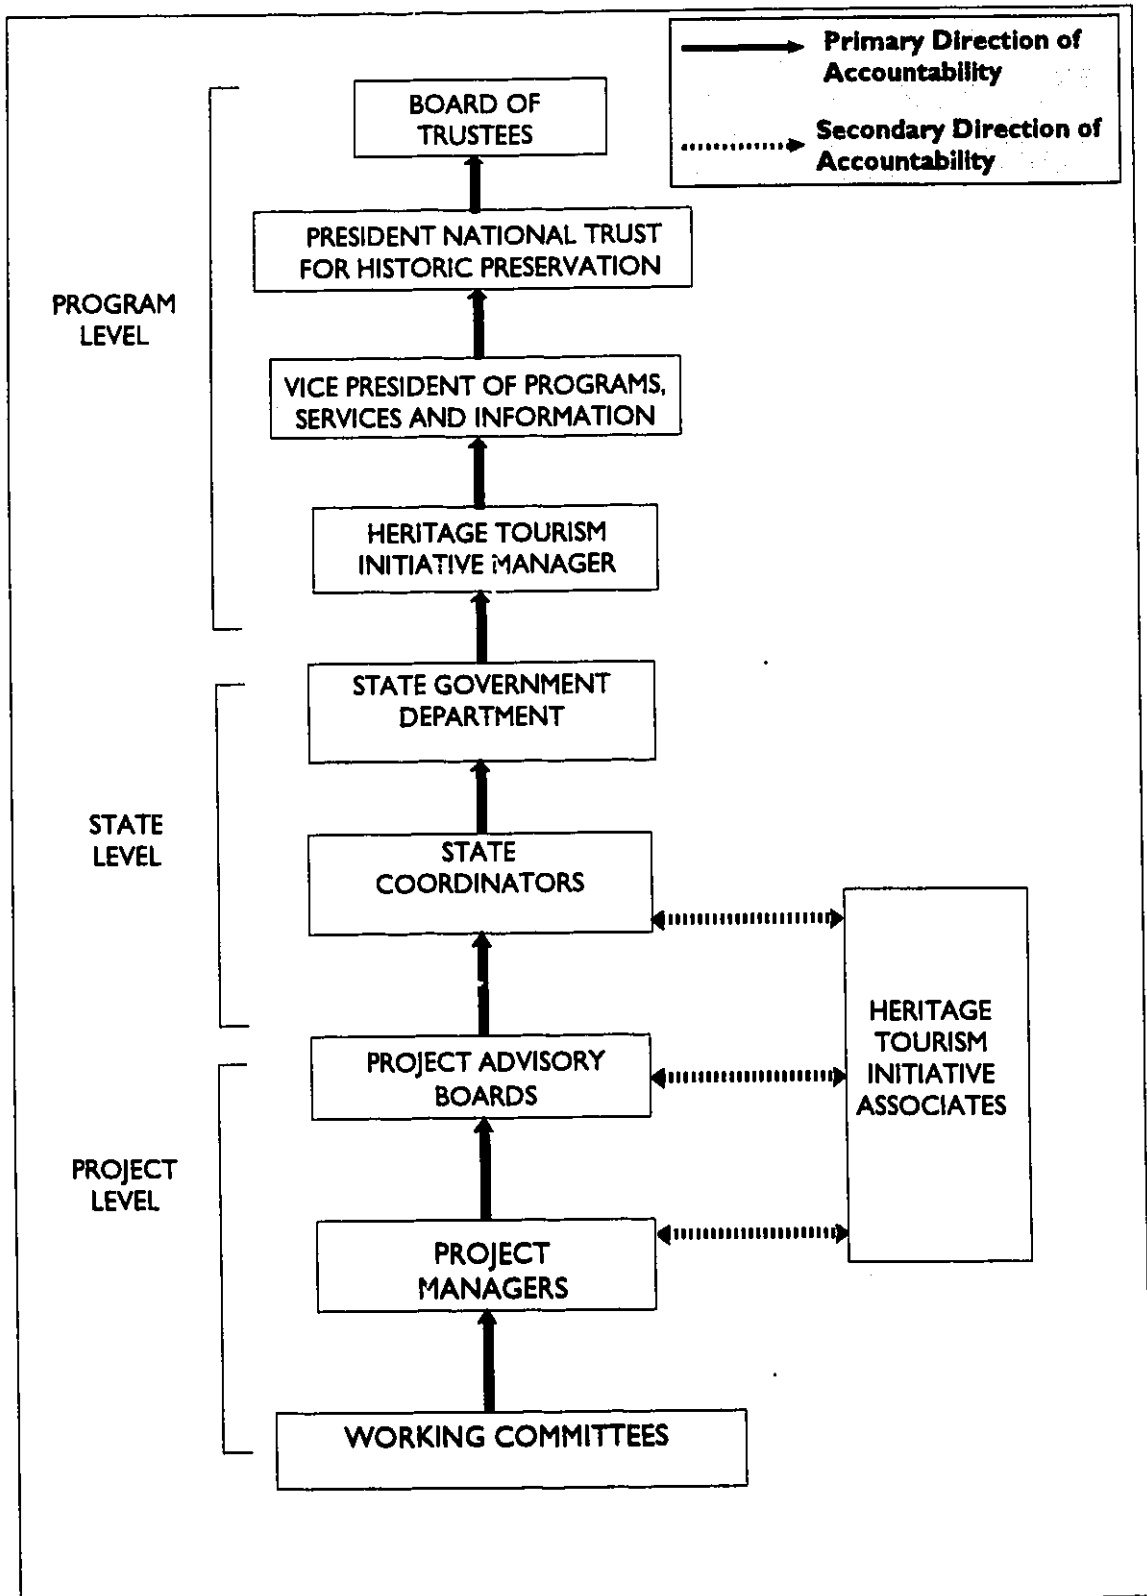 Primary Direction of
Accountability
Secondary Direction of
Accountability
BOARD OF
TRUSTEES
PRESIDENT NATIONAL TRUST
FOR HISTORIC PRESERVATION
PROGRAM
LEVEL
VICE PRESIDENT OF PROGRAMS,
SERVICES AND INFORMATION
HERITAGE TOURISM
INITIATIVE MANAGER
STATE GOVERNMENT
DEPARTMENT
STATE
LEVEL
STATE
COORDINATORS
HERITAGE
TOURISM
INITIATIVE
ASSOCIATES
PROJECT ADVISORY
BOARDS
PROJECT
LEVEL
PROJECT
MANAGERS
WORKING COMMITTEES